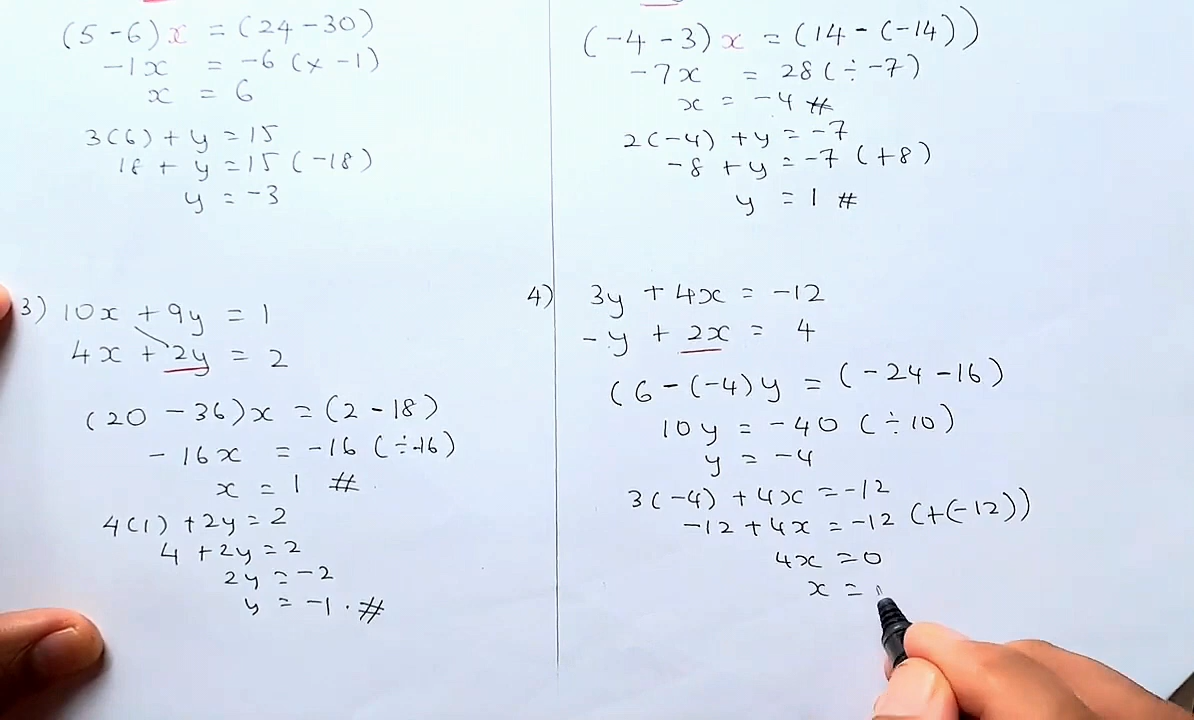 (5 - 6)x = (24 - 30)
-1x = -6 (x -1)
x = 6
3(6) + y = 15
18 + y = 15 (-18)
y = -3
(-4 - 3) x = (14 - (-14))
-7x = 28 (÷ -7)
x = -4 #
2(-4) + y = -7
-8 + y = -7 (+8)
y = 1 #
3) 10x + 9y = 1
4x + 2y = 2
(20 - 36)x = (2 - 18)
-16x = -16 (÷-16)
x = 1 #
4(1) + 2y = 2
4 + 2y = 2
2y = -2
y = -1 . #
4) 3y + 4x = -12
-y + 2x = 4
(6 - (-4)y = (-24 - 16)
10y = -40 (÷10)
y = -4
3(-4) + 4x = -12
-12 + 4x = -12 (+(-12))
4x = 0
x =